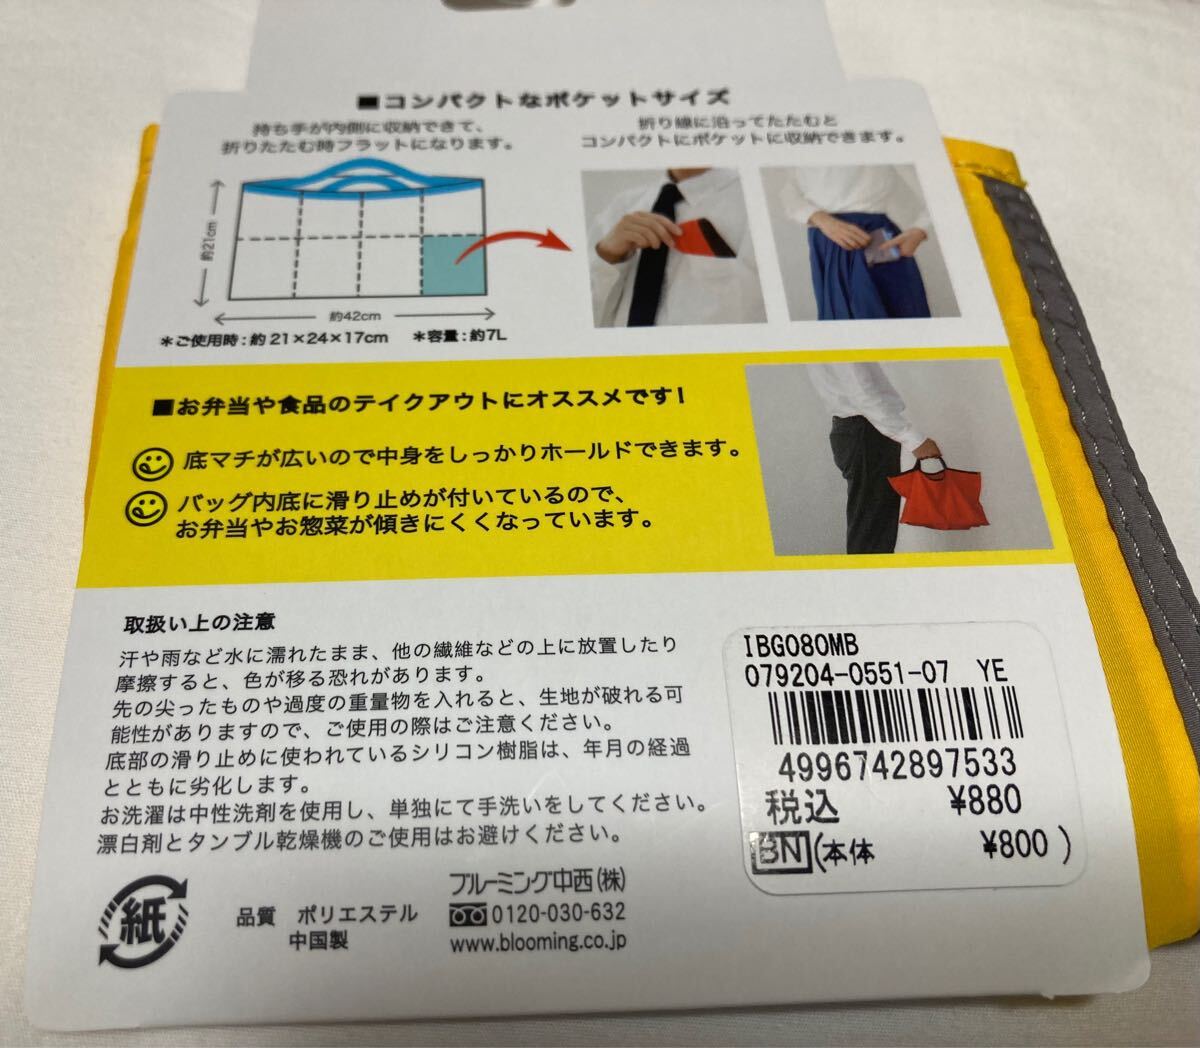 ■コンパクトなポケットサイズ
持ち手が内側に収納できて、
折りたたむ時フラットになります。
折り線に沿ってたたむと
コンパクトにポケットに収納できます。
約21cm
約42cm
*ご使用時:約21×24×17cm *容量:約7L
■お弁当や食品のテイクアウトにオススメです!
底マチが広いので中身をしっかりホールドできます。
バッグ内底に滑り止めが付いているので、
お弁当やお惣菜が傾きにくくなっています。
取扱い上の注意
汗や雨など水に濡れたまま、他の繊維などの上に放置したり
摩擦すると、色が移る恐れがあります。
先の尖ったものや過度の重量物を入れると、生地が破れる可
能性がありますので、ご使用の際はご注意ください。
底部の滑り止めに使われているシリコン樹脂は、年月の経過
とともに劣化します。
お洗濯は中性洗剤を使用し、単独にて手洗いをしてください。
漂白剤とタンブル乾燥機のご使用はお避けください。
紙
品質 ポリエステル
中国製
ブルーミング中西(株)
0120-030-632
www.blooming.co.jp
IBG080MB
079204-0551-07 YE
4996742897533
税込 ¥880
BN(本体 ¥800)